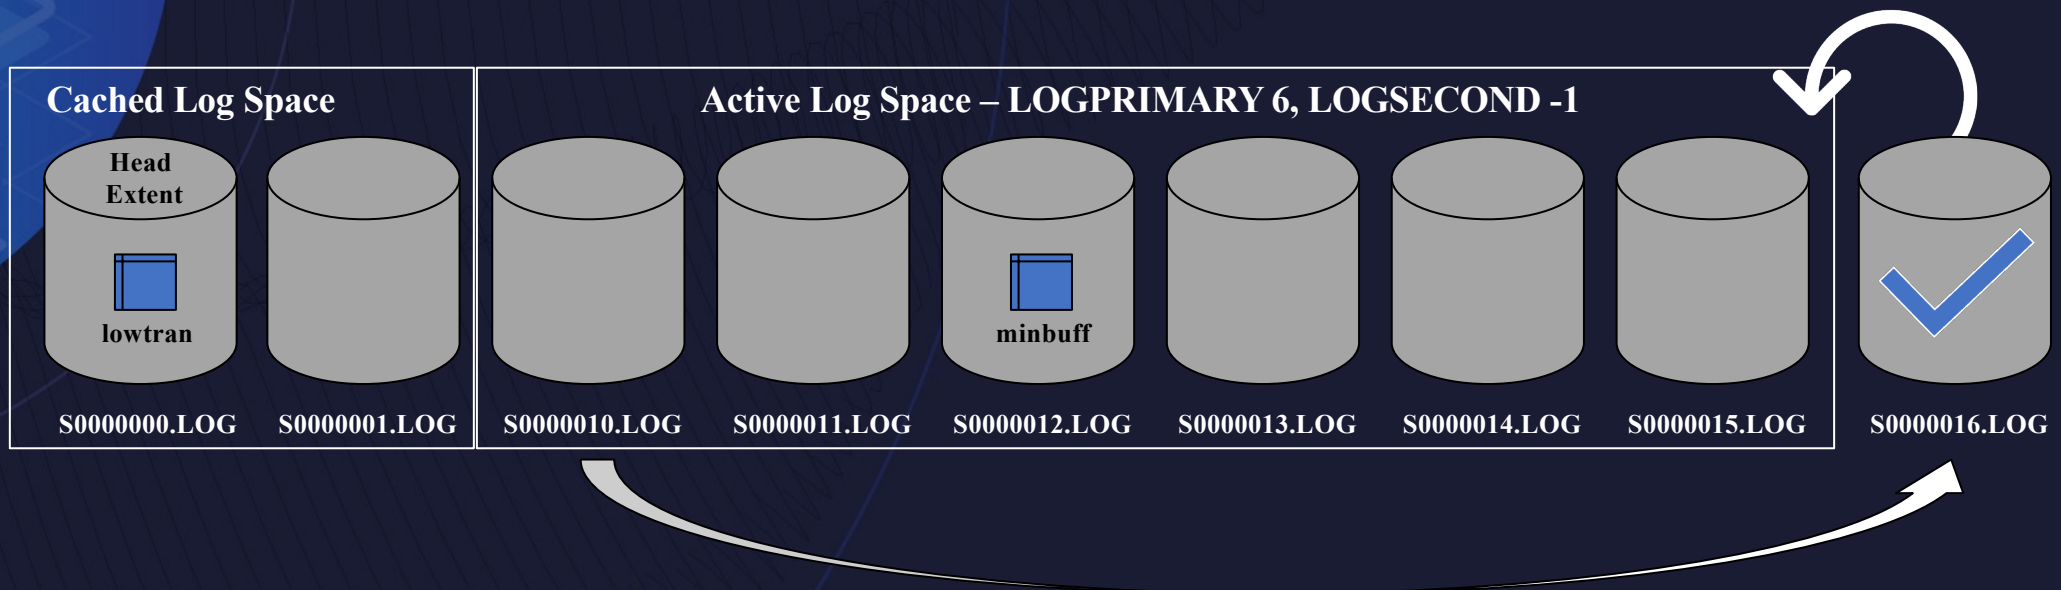 Cached Log Space
Active Log Space – LOGPRIMARY 6, LOGSECOND -1
Head
Extent
lowtran
minbuff
S0000000.LOG
S0000001.LOG
S0000010.LOG
S0000011.LOG
S0000012.LOG
S0000013.LOG
S0000014.LOG
S0000015.LOG
S0000016.LOG